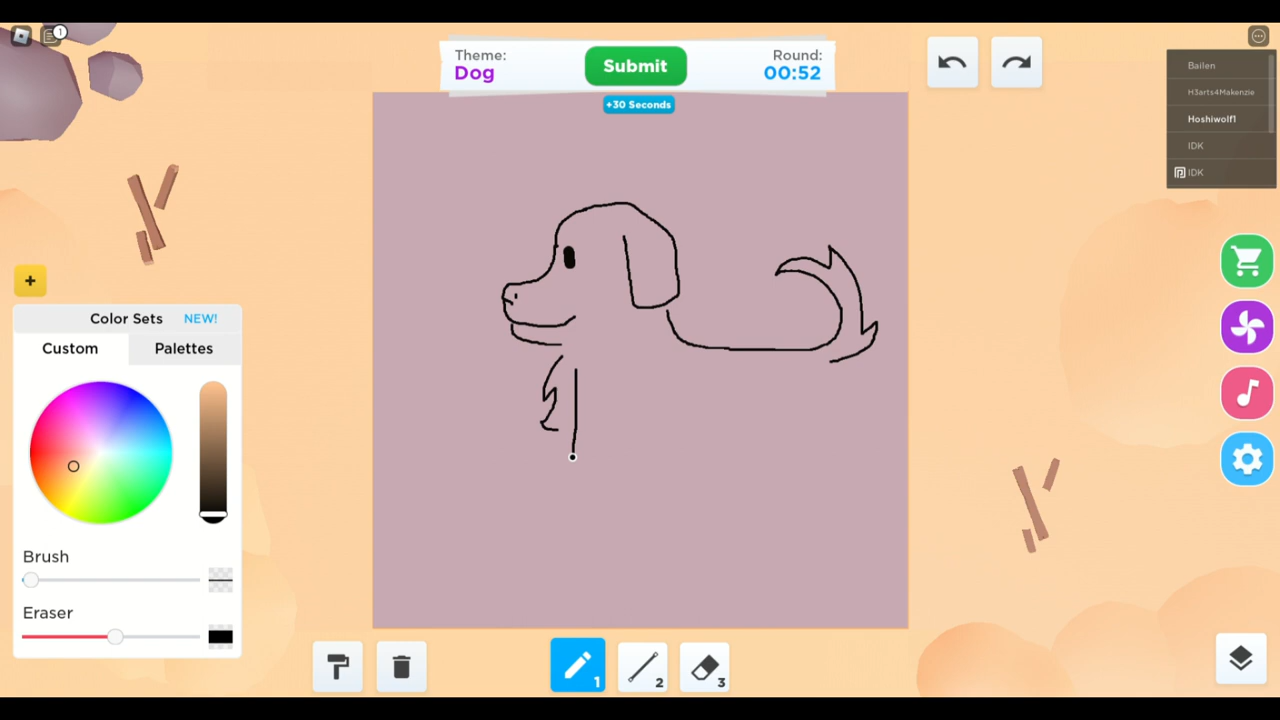 1
Theme:
Dog
Submit
Round:
00:52
+30 Seconds
Bailen
H3arts4Makenzie
Hoshiwolf1
IDK
IDK
+
Color Sets NEW!
Custom Palettes
Brush
Eraser
1 2 3